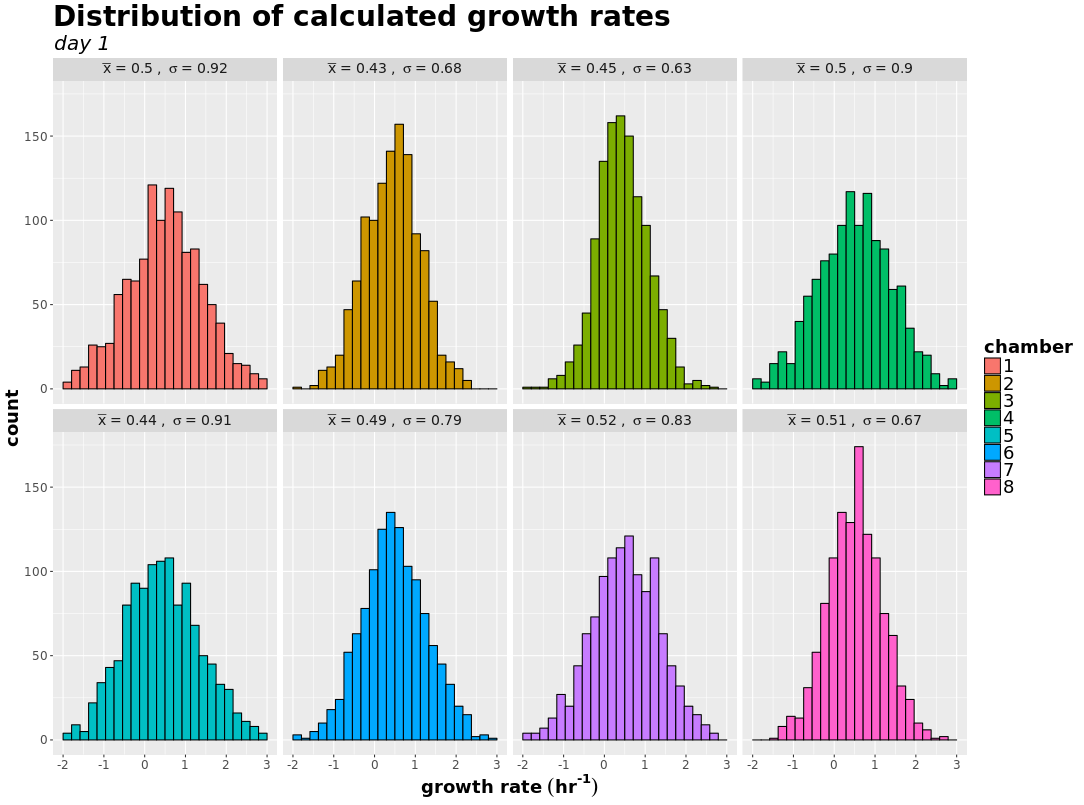 Distribution of calculated growth rates
day 1
x̅ = 0.5 , σ = 0.92
x̅ = 0.43 , σ = 0.68
x̅ = 0.45 , σ = 0.63
x̅ = 0.5 , σ = 0.9
150
100
50
0
count
x̅ = 0.44 , σ = 0.91
x̅ = 0.49 , σ = 0.79
x̅ = 0.52 , σ = 0.83
x̅ = 0.51 , σ = 0.67
150
100
50
0
-2 -1 0 1 2 3
-2 -1 0 1 2 3
-2 -1 0 1 2 3
-2 -1 0 1 2 3
growth rate (hr⁻¹)
chamber
1
2
3
4
5
6
7
8